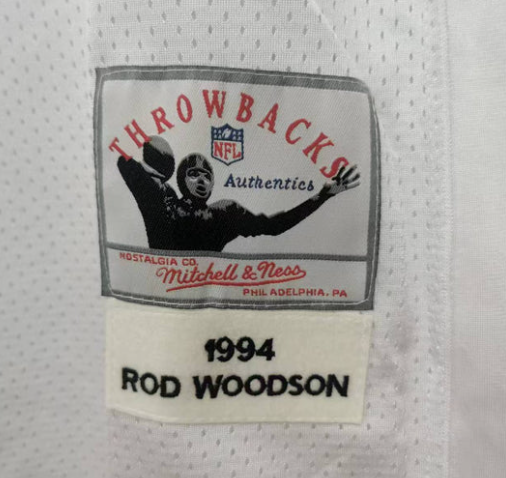 THROWBACKS
NFL
Authentics
NOSTALGIA CO.
Mitchell & Ness
PHILADELPHIA, PA
1994
ROD WOODSON